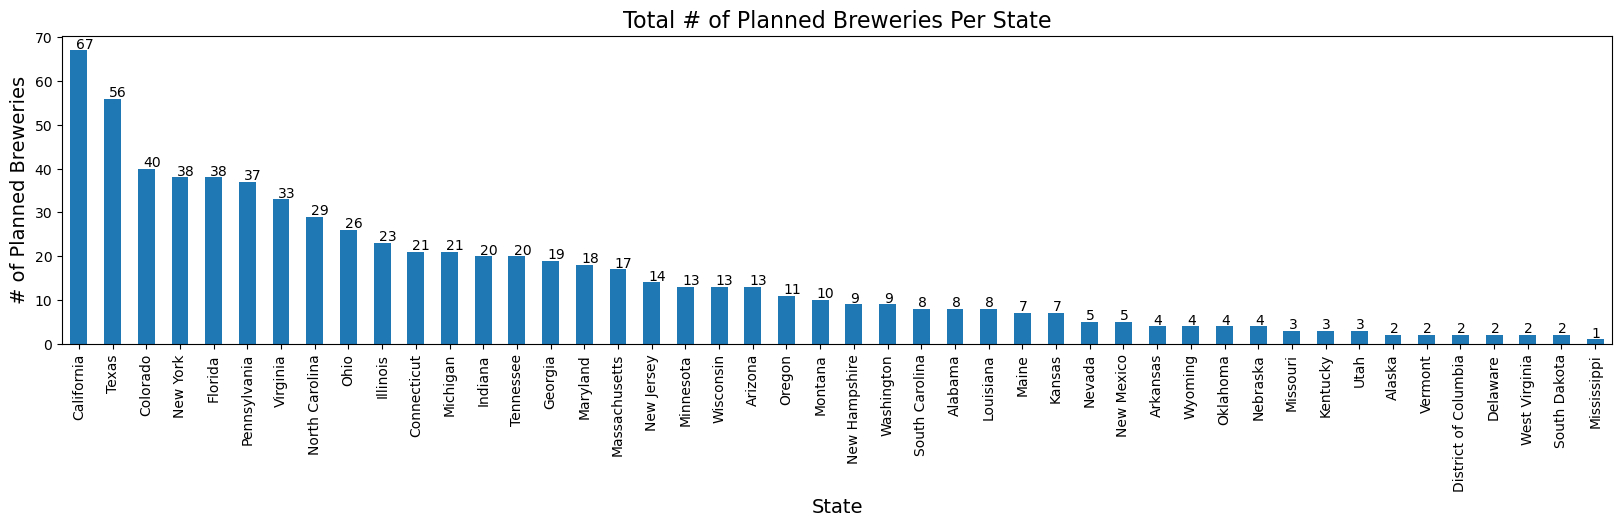 Total # of Planned Breweries Per State
# of Planned Breweries
70
60
50
40
30
20
10
0
67
56
40
38
38
37
33
29
26
23
21
21
20
20
19
18
17
14
13
13
13
11
10
9
9
8
8
8
7
7
5
5
4
4
4
4
3
3
3
2
2
2
2
2
2
1
California
Texas
Colorado
New York
Florida
Pennsylvania
Virginia
North Carolina
Ohio
Illinois
Connecticut
Michigan
Indiana
Tennessee
Georgia
Maryland
Massachusetts
New Jersey
Minnesota
Wisconsin
Arizona
Oregon
Montana
New Hampshire
Washington
South Carolina
Alabama
Louisiana
Maine
Kansas
Nevada
New Mexico
Arkansas
Wyoming
Oklahoma
Nebraska
Missouri
Kentucky
Utah
Alaska
Vermont
District of Columbia
Delaware
West Virginia
South Dakota
Mississippi
State